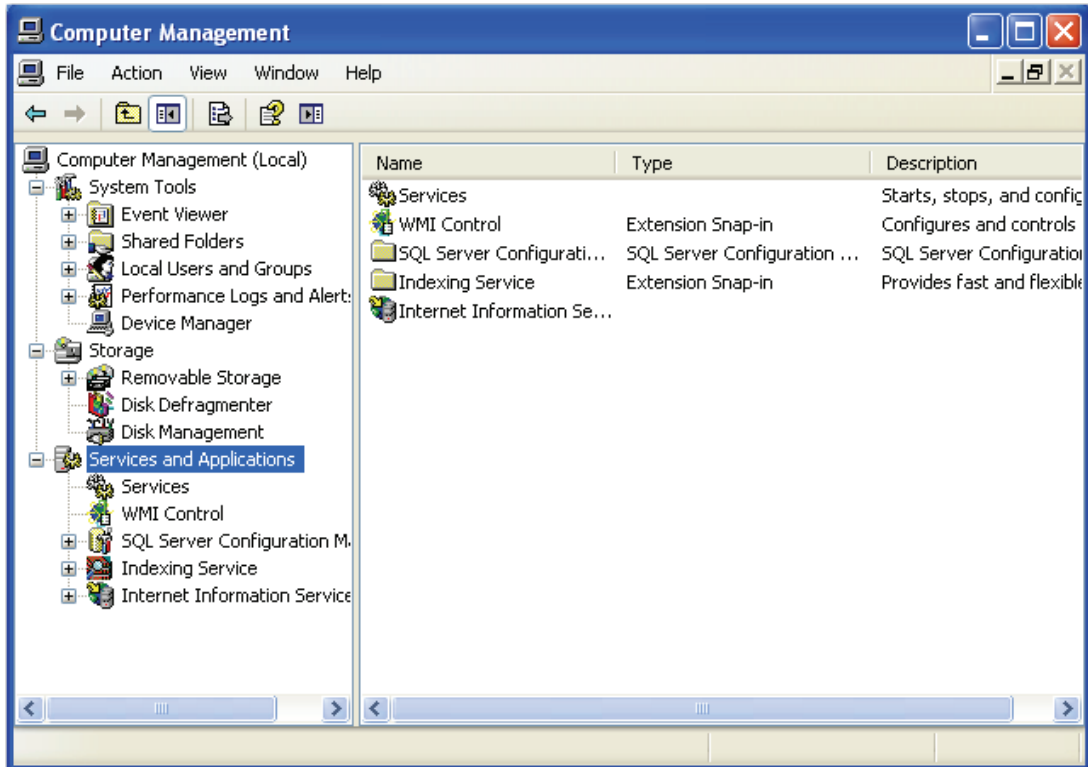 Computer Management
File Action View Window Help
Computer Management (Local)
System Tools
Event Viewer
Shared Folders
Local Users and Groups
Performance Logs and Alert
Device Manager
Storage
Removable Storage
Disk Defragmenter
Disk Management
Services and Applications
Services
WMI Control
SQL Server Configuration M
Indexing Service
Internet Information Service
Name Type Description
Services Starts, stops, and config
WMI Control Extension Snap-in Configures and controls
SQL Server Configurati... SQL Server Configuration ... SQL Server Configuration
Indexing Service Extension Snap-in Provides fast and flexible
Internet Information Se...